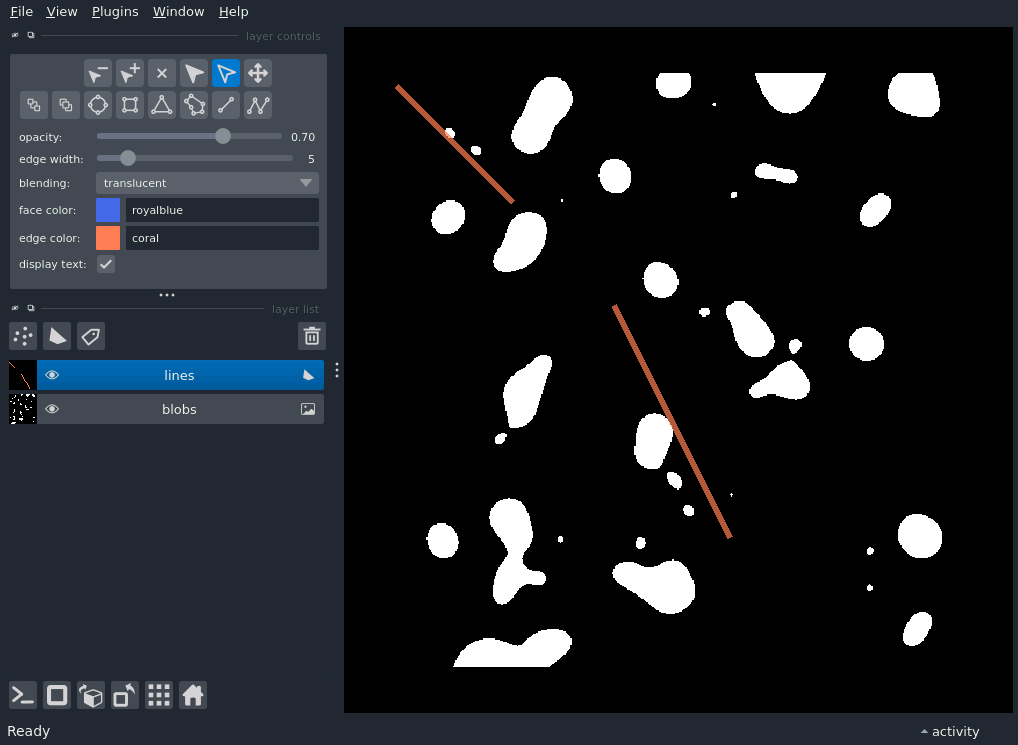 File View Plugins Window Help
layer controls
opacity: 0.70
edge width: 5
blending: translucent
face color: royalblue
edge color: coral
display text:
layer list
lines
blobs
Ready activity